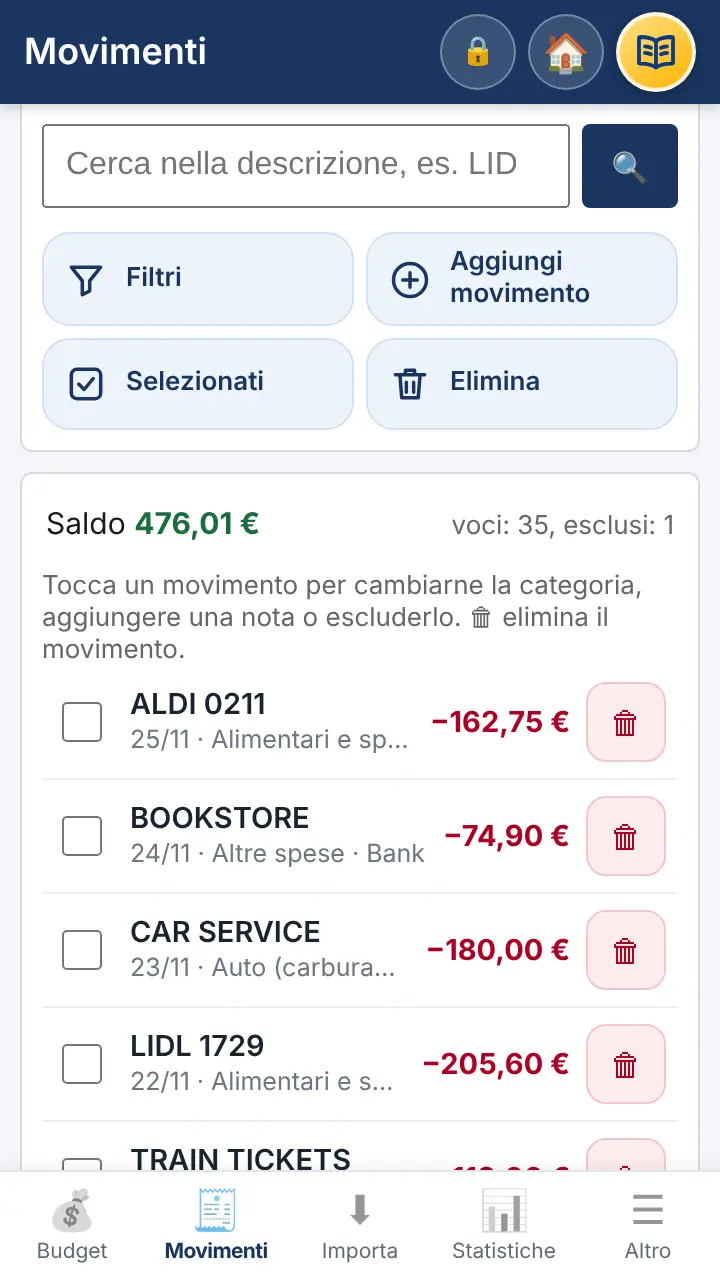 Movimenti
Cerca nella descrizione, es. LID
Filtri
Aggiungi
movimento
Selezionati
Elimina
Saldo 476,01 €
voci: 35, esclusi: 1
Tocca un movimento per cambiarne la categoria,
aggiungere una nota o escluderlo. 🗑 elimina il
movimento.
ALDI 0211
25/11 · Alimentari e sp...
−162,75 €
BOOKSTORE
24/11 · Altre spese · Bank
−74,90 €
CAR SERVICE
23/11 · Auto (carbura...
−180,00 €
LIDL 1729
22/11 · Alimentari e s...
−205,60 €
TRAIN TICKETS
Budget
Movimenti
Importa
Statistiche
Altro